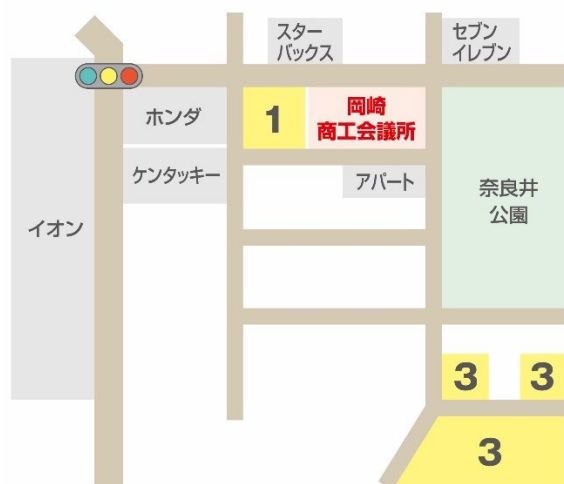 スター
バックス
セブン
イレブン
ホンダ
1
岡崎
商工会議所
ケンタッキー
アパート
奈良井
公園
イオン
3
3
3